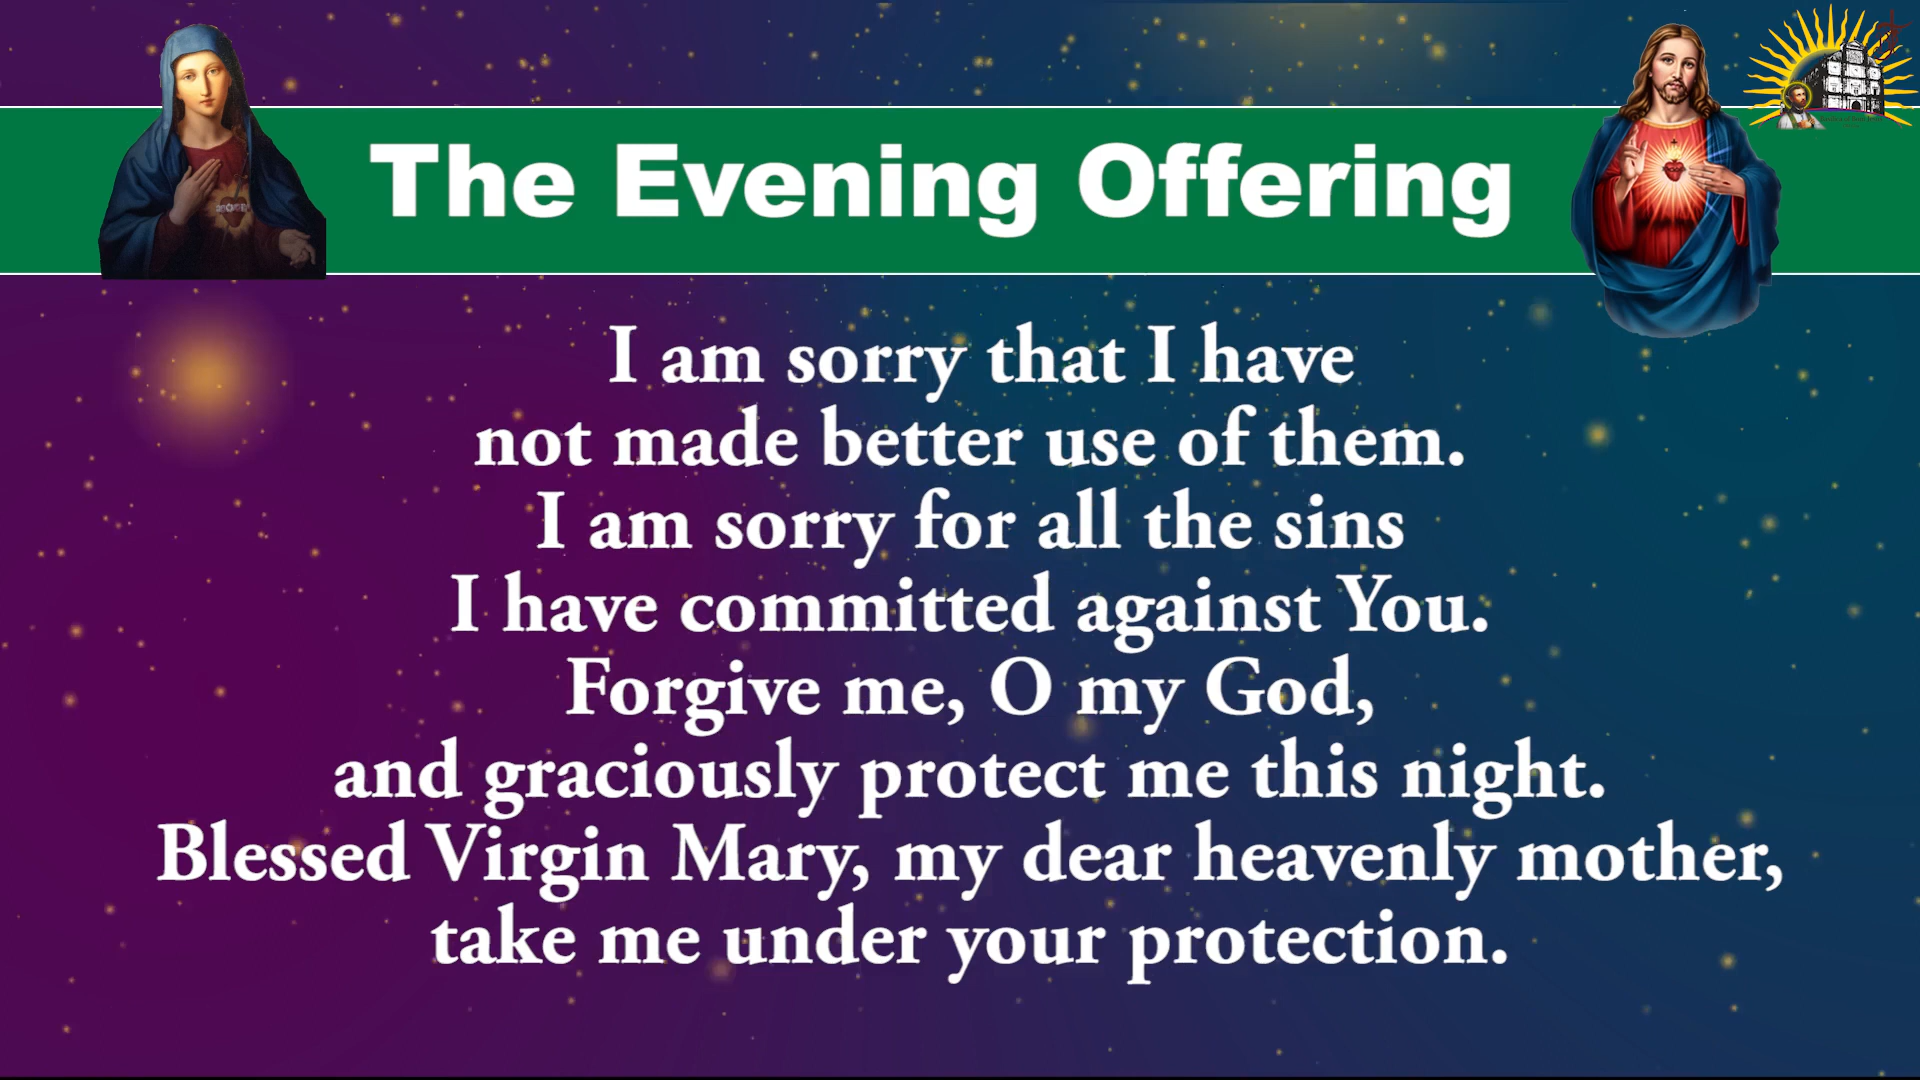 The Evening Offering
I am sorry that I have
not made better use of them.
I am sorry for all the sins
I have committed against You.
Forgive me, O my God,
and graciously protect me this night.
Blessed Virgin Mary, my dear heavenly mother,
take me under your protection.